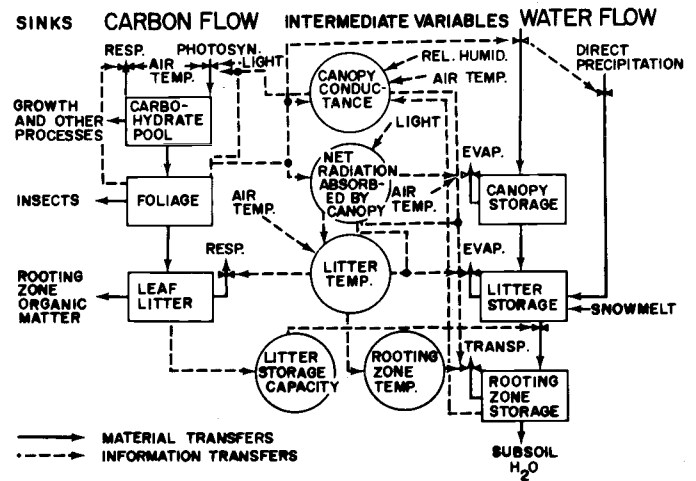 SINKS
CARBON FLOW
INTERMEDIATE VARIABLES
WATER FLOW
RESP.
PHOTOSYN.
AIR
TEMP.
LIGHT
GROWTH
AND OTHER
PROCESSES
CARBO-
HYDRATE
POOL
CANOPY
CONDUC-
TANCE
REL. HUMID.
AIR TEMP.
DIRECT
PRECIPITATION
LIGHT
INSECTS
FOLIAGE
NET
RADIATION
ABSORB-
ED BY
CANOPY
AIR
TEMP.
EVAP.
CANOPY
STORAGE
AIR
TEMP.
RESP.
ROOTING
ZONE
ORGANIC
MATTER
LEAF
LITTER
LITTER
TEMP.
EVAP.
LITTER
STORAGE
SNOWMELT
LITTER
STORAGE
CAPACITY
ROOTING
ZONE
TEMP.
TRANSP.
ROOTING
ZONE
STORAGE
MATERIAL TRANSFERS
INFORMATION TRANSFERS
SUBSOIL
H2O